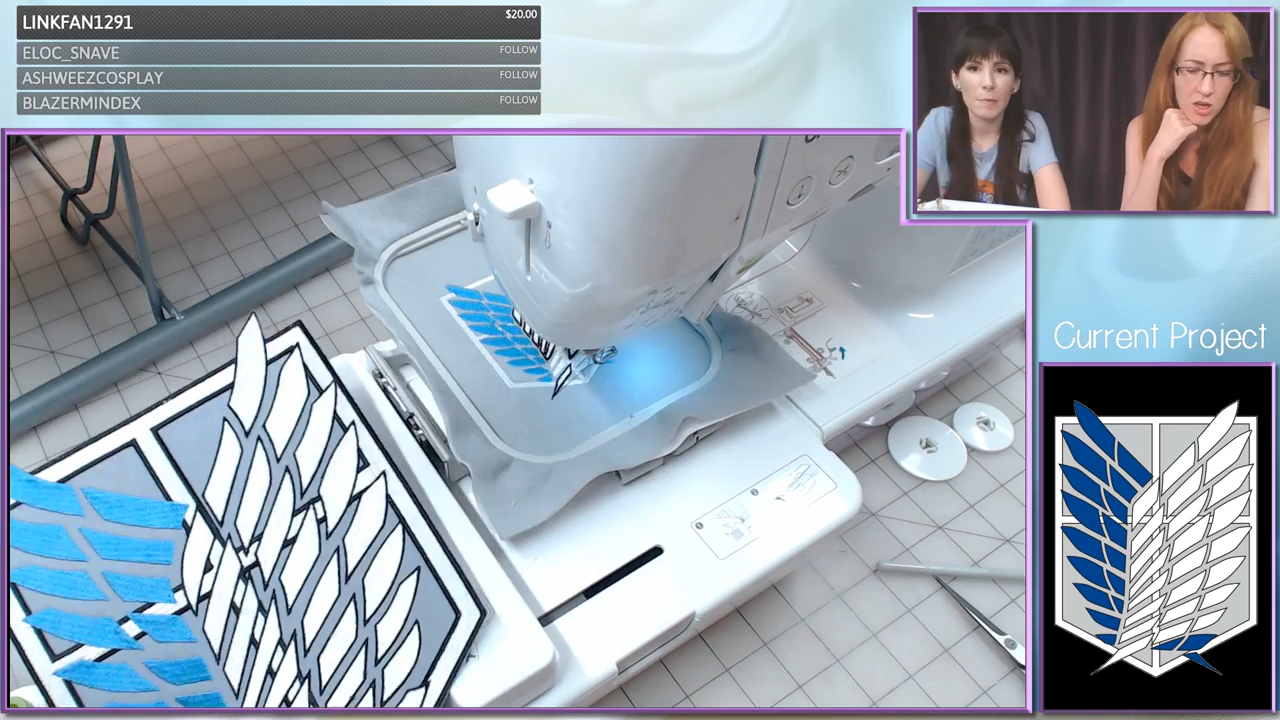 LINKFAN1291 $20.00
ELOC_SNAVE FOLLOW
ASHWEEZCOSPLAY FOLLOW
BLAZERMINDEX FOLLOW
Current Project